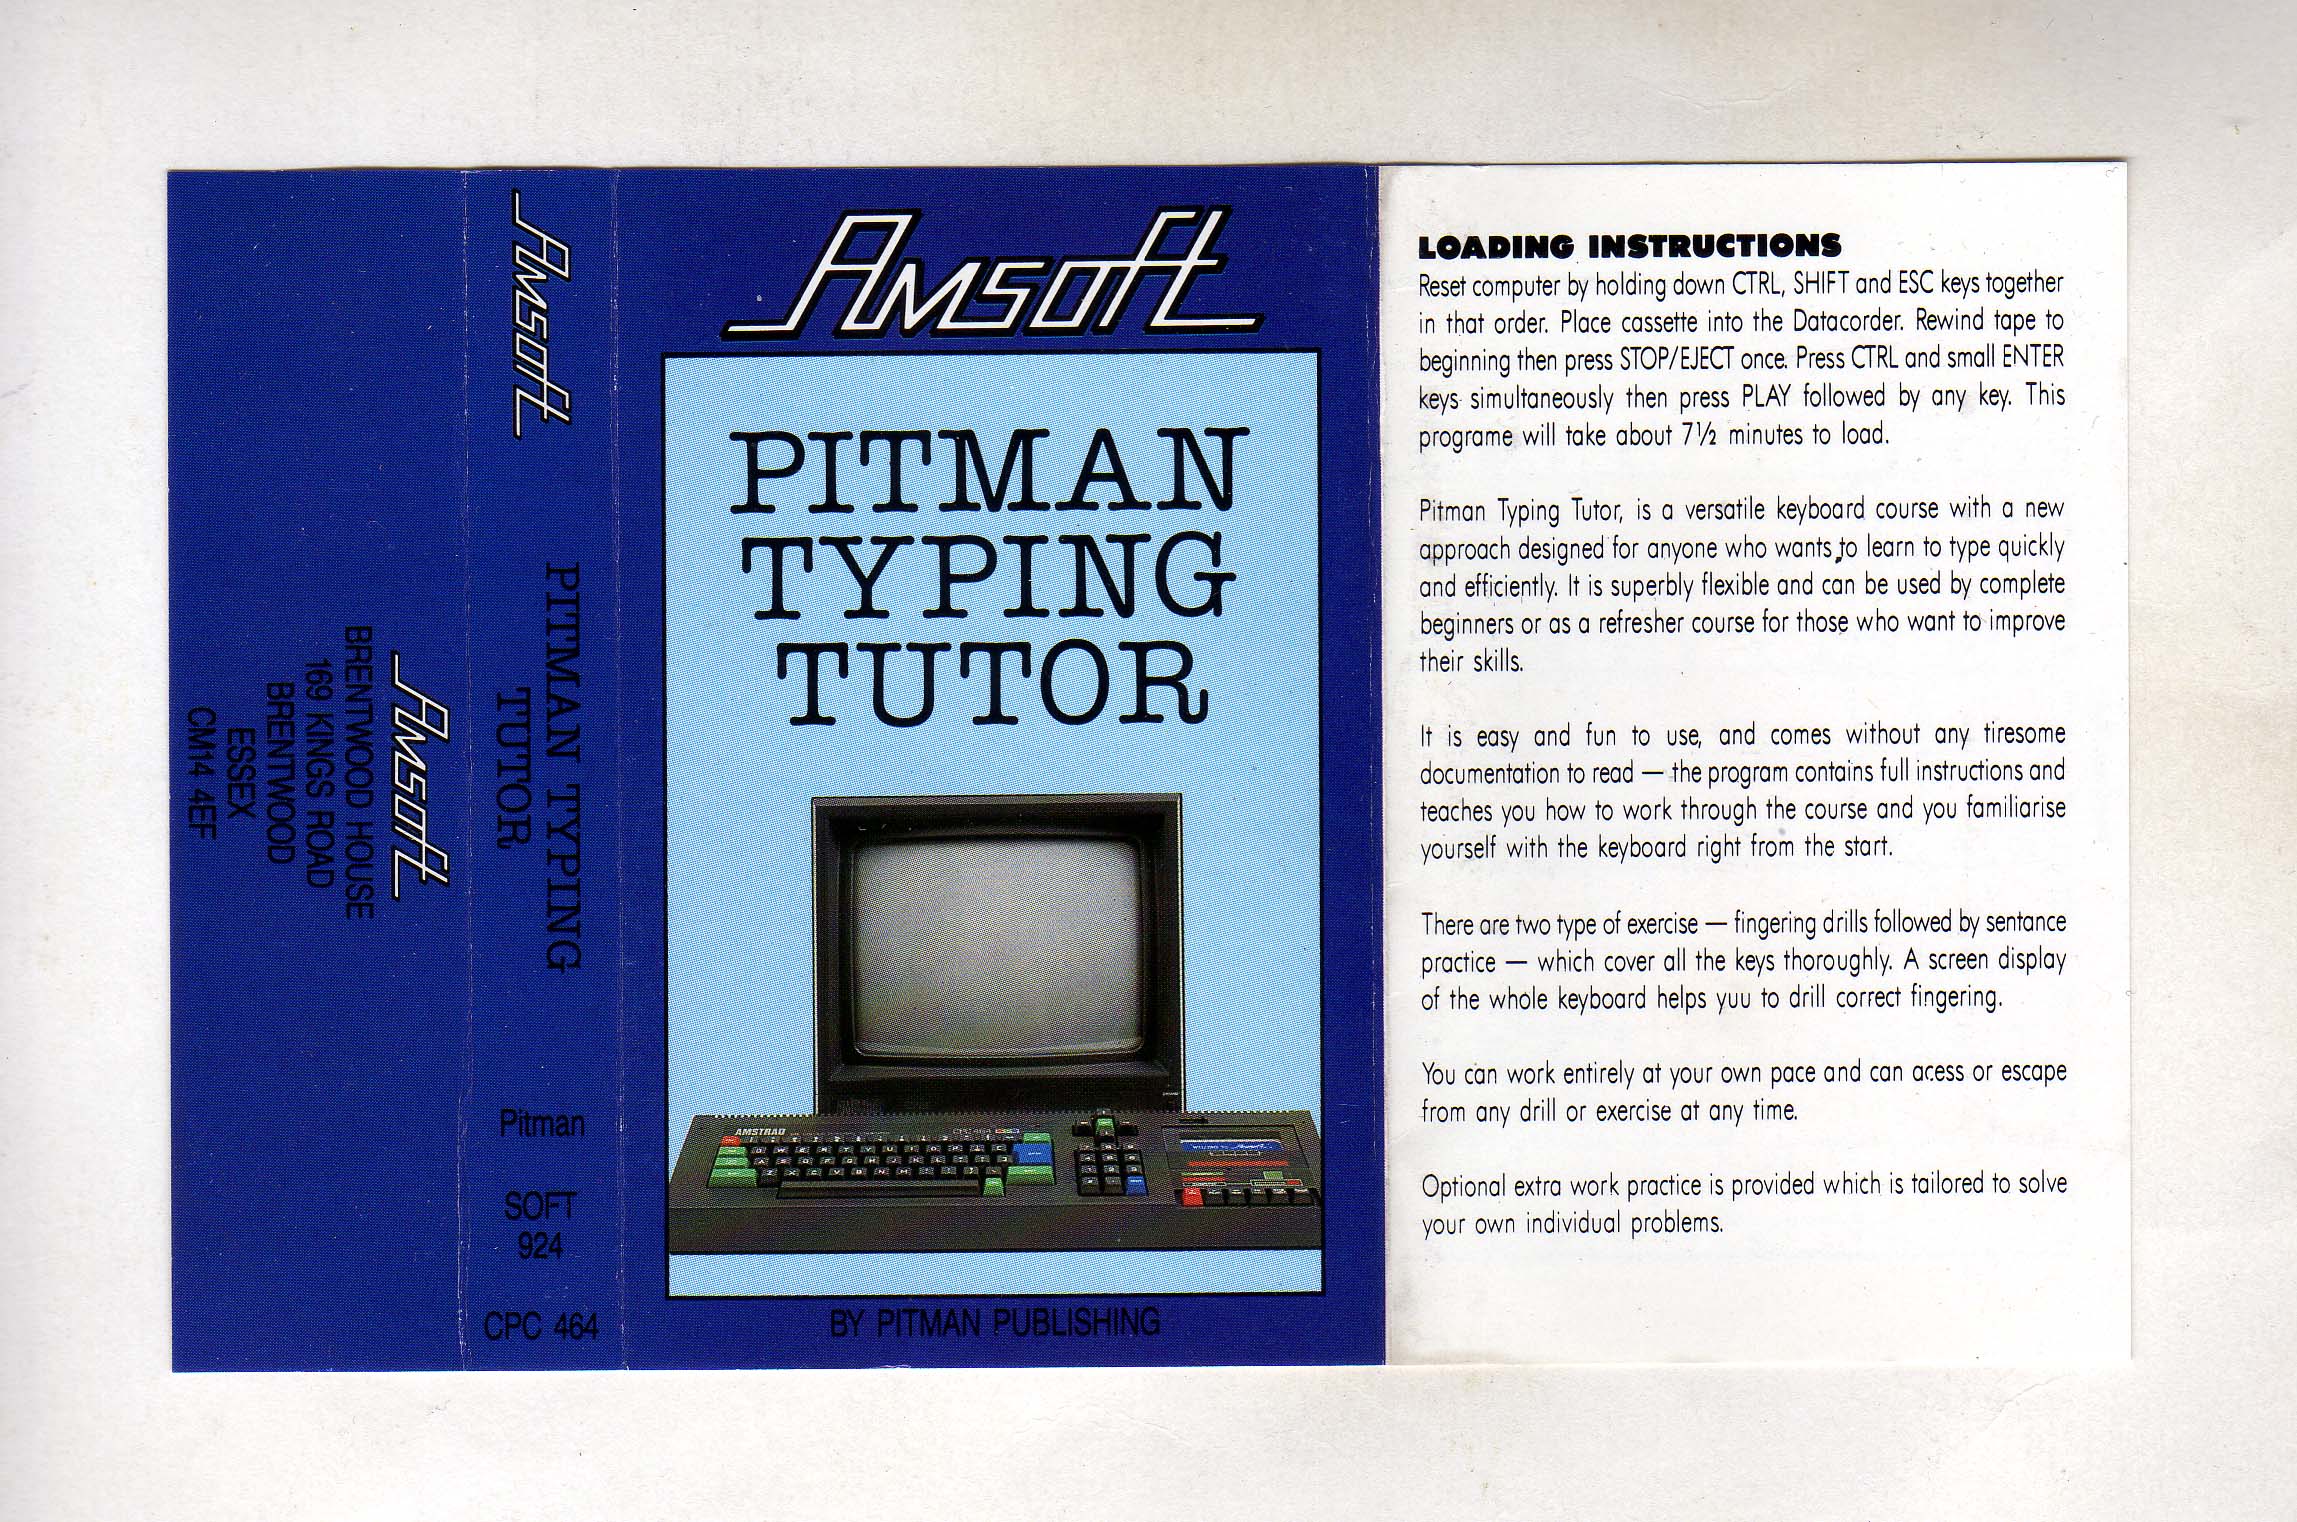 Amsoft
BRENTWOOD HOUSE
169 KINGS ROAD
BRENTWOOD
ESSEX
CM14 4EF
Amsoft
PITMAN TYPING
TUTOR
Pitman
SOFT
924
CPC 464
Amsoft
PITMAN
TYPING
TUTOR
AMSTRAD
CPC 464
BY PITMAN PUBLISHING
LOADING INSTRUCTIONS
Reset computer by holding down CTRL, SHIFT and ESC keys together
in that order. Place cassette into the Datacorder. Rewind tape to
beginning then press STOP/EJECT once. Press CTRL and small ENTER
keys simultaneously then press PLAY followed by any key. This
programe will take about 7½ minutes to load.
Pitman Typing Tutor, is a versatile keyboard course with a new
approach designed for anyone who wants to learn to type quickly
and efficiently. It is superbly flexible and can be used by complete
beginners or as a refresher course for those who want to improve
their skills.
It is easy and fun to use, and comes without any tiresome
documentation to read — the program contains full instructions and
teaches you how to work through the course and you familiarise
yourself with the keyboard right from the start.
There are two type of exercise — fingering drills followed by sentance
practice — which cover all the keys thoroughly. A screen display
of the whole keyboard helps yuu to drill correct fingering.
You can work entirely at your own pace and can acess or escape
from any drill or exercise at any time.
Optional extra work practice is provided which is tailored to solve
your own individual problems.